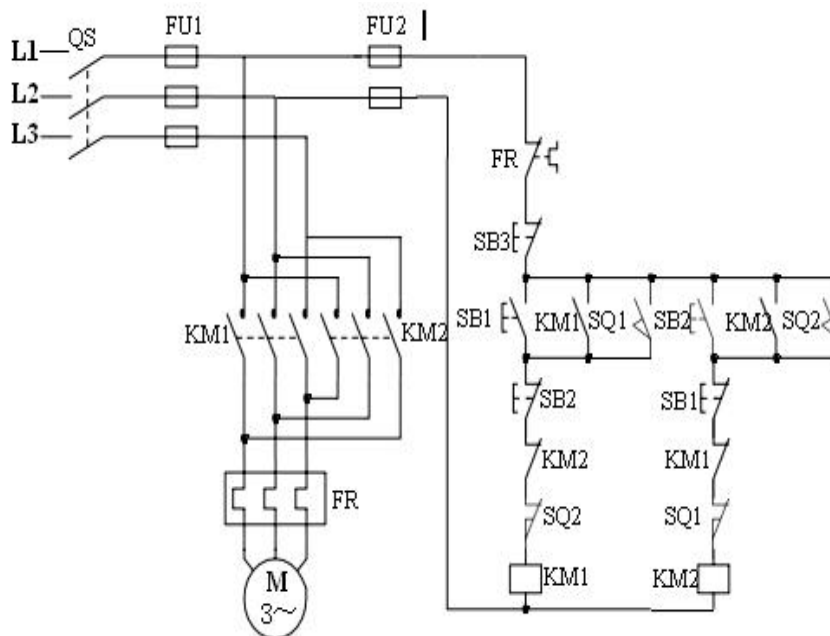 L1 QS FU1 FU2
L2
L3
FR
SB3
KM1 KM2 SB1 KM1 SQ1 SB2 KM2 SQ2
SB2 SB1
KM2 KM1
FR SQ2 SQ1
KM1 KM2
M
3~